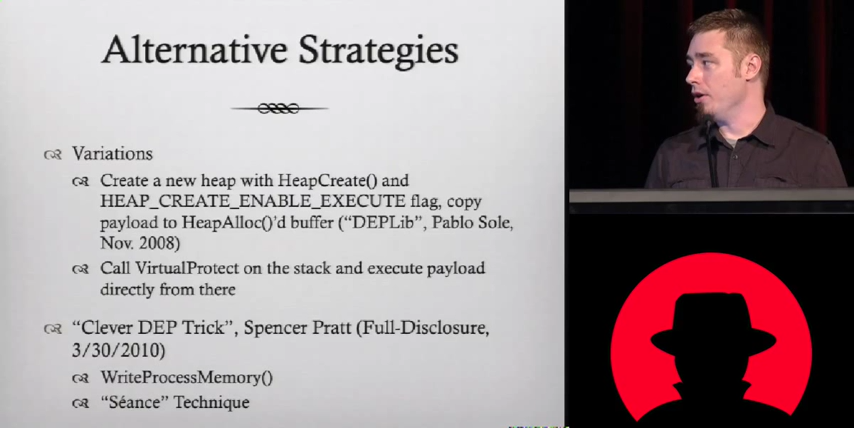 Alternative Strategies
Variations
Create a new heap with HeapCreate() and
HEAP_CREATE_ENABLE_EXECUTE flag, copy
payload to HeapAlloc()'d buffer (“DEPLib”, Pablo Sole,
Nov. 2008)
Call VirtualProtect on the stack and execute payload
directly from there
“Clever DEP Trick”, Spencer Pratt (Full-Disclosure,
3/30/2010)
WriteProcessMemory()
“Séance” Technique